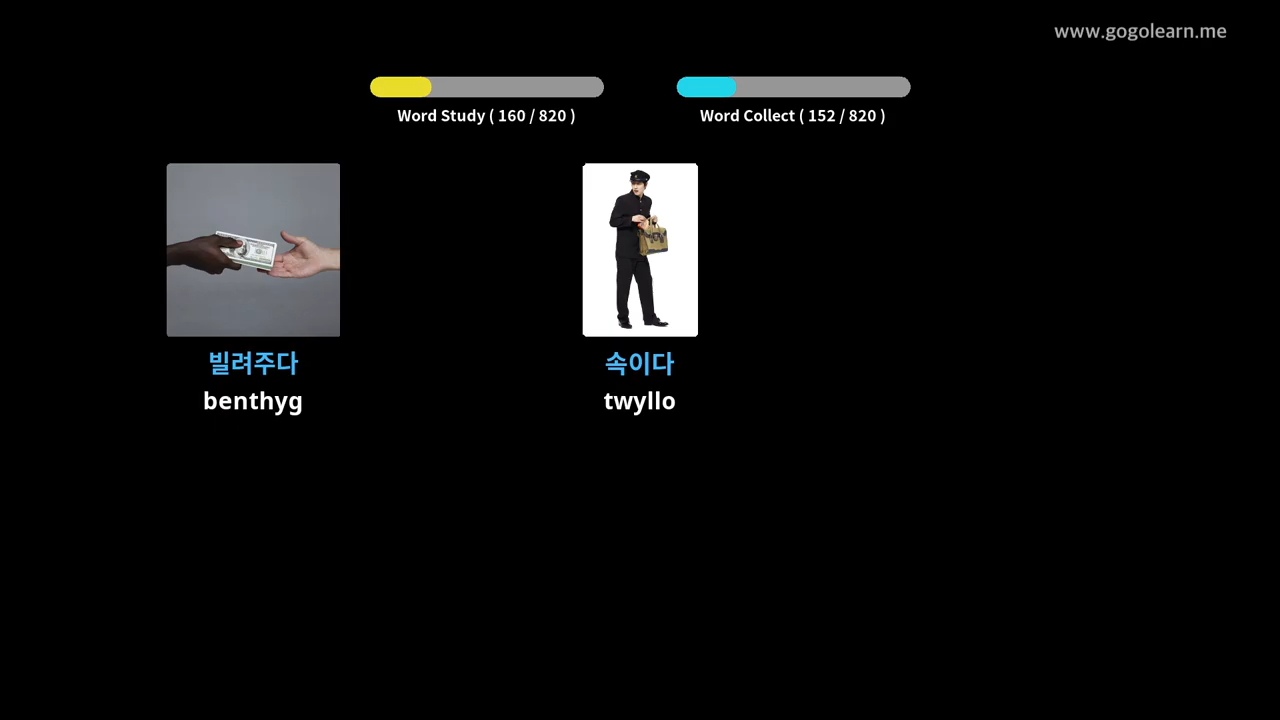 www.gogolearn.me
Word Study ( 160 / 820 )
Word Collect ( 152 / 820 )
빌려주다
benthyg
속이다
twyllo